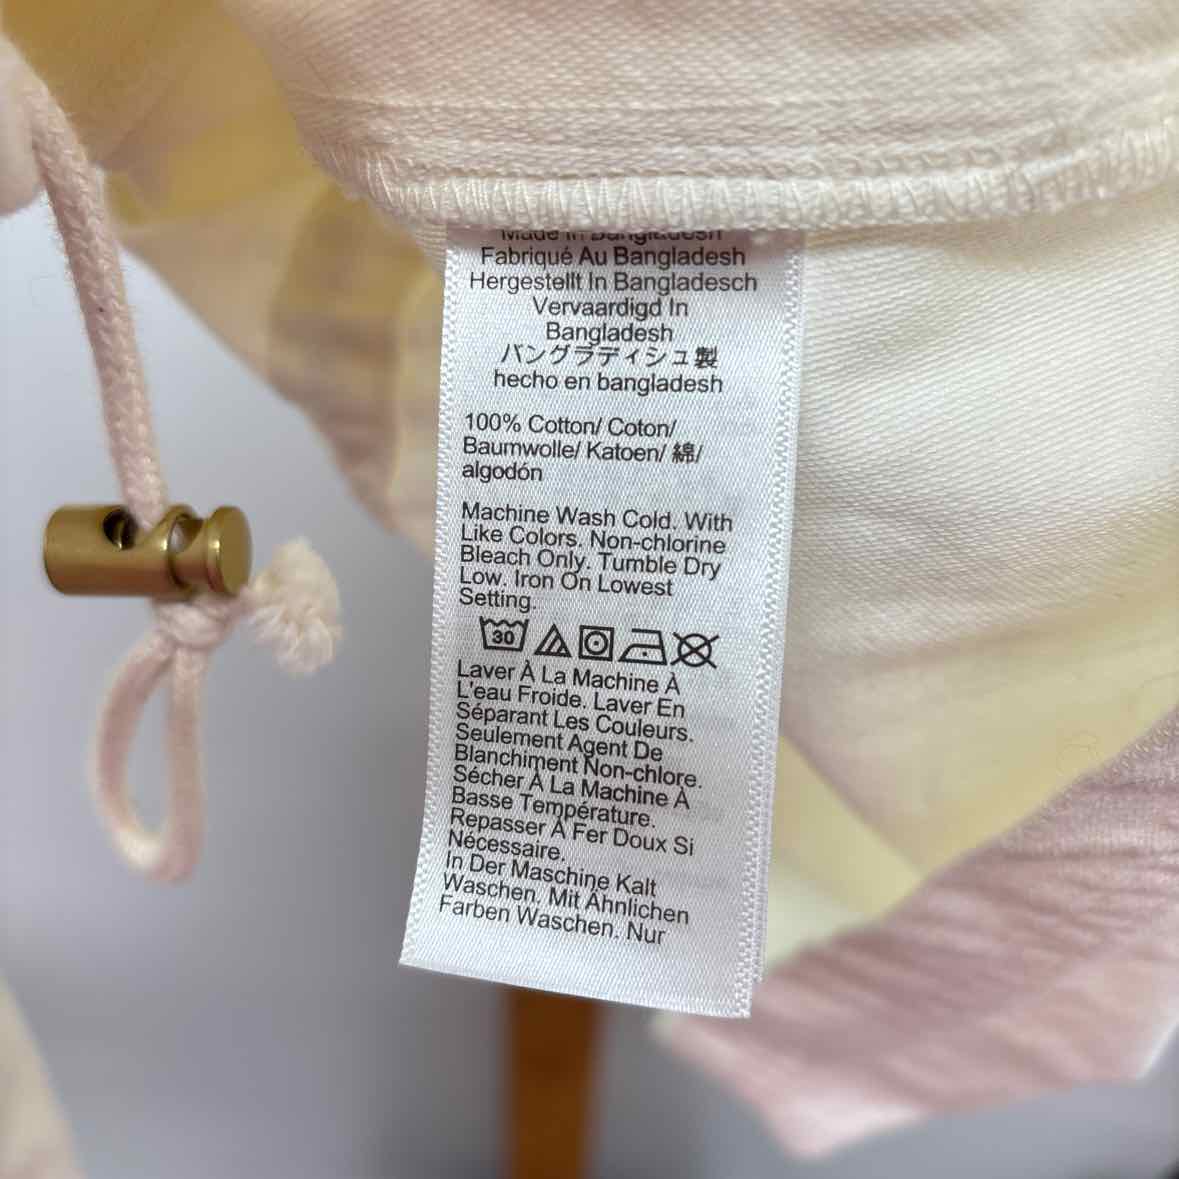 Made In Bangladesh
Fabriqué Au Bangladesh
Hergestellt In Bangladesch
Vervaardigd In
Bangladesh
バングラディシュ製
hecho en bangladesh
100% Cotton/ Coton/
Baumwolle/ Katoen/ 綿/
algodón
Machine Wash Cold. With
Like Colors. Non-chlorine
Bleach Only. Tumble Dry
Low. Iron On Lowest
Setting.
30
Laver À La Machine À
L'eau Froide. Laver En
Séparant Les Couleurs.
Seulement Agent De
Blanchiment Non-chlore.
Sécher À La Machine À
Basse Température.
Repasser À Fer Doux Si
Nécessaire.
In Der Maschine Kalt
Waschen. Mit Ähnlichen
Farben Waschen. Nur